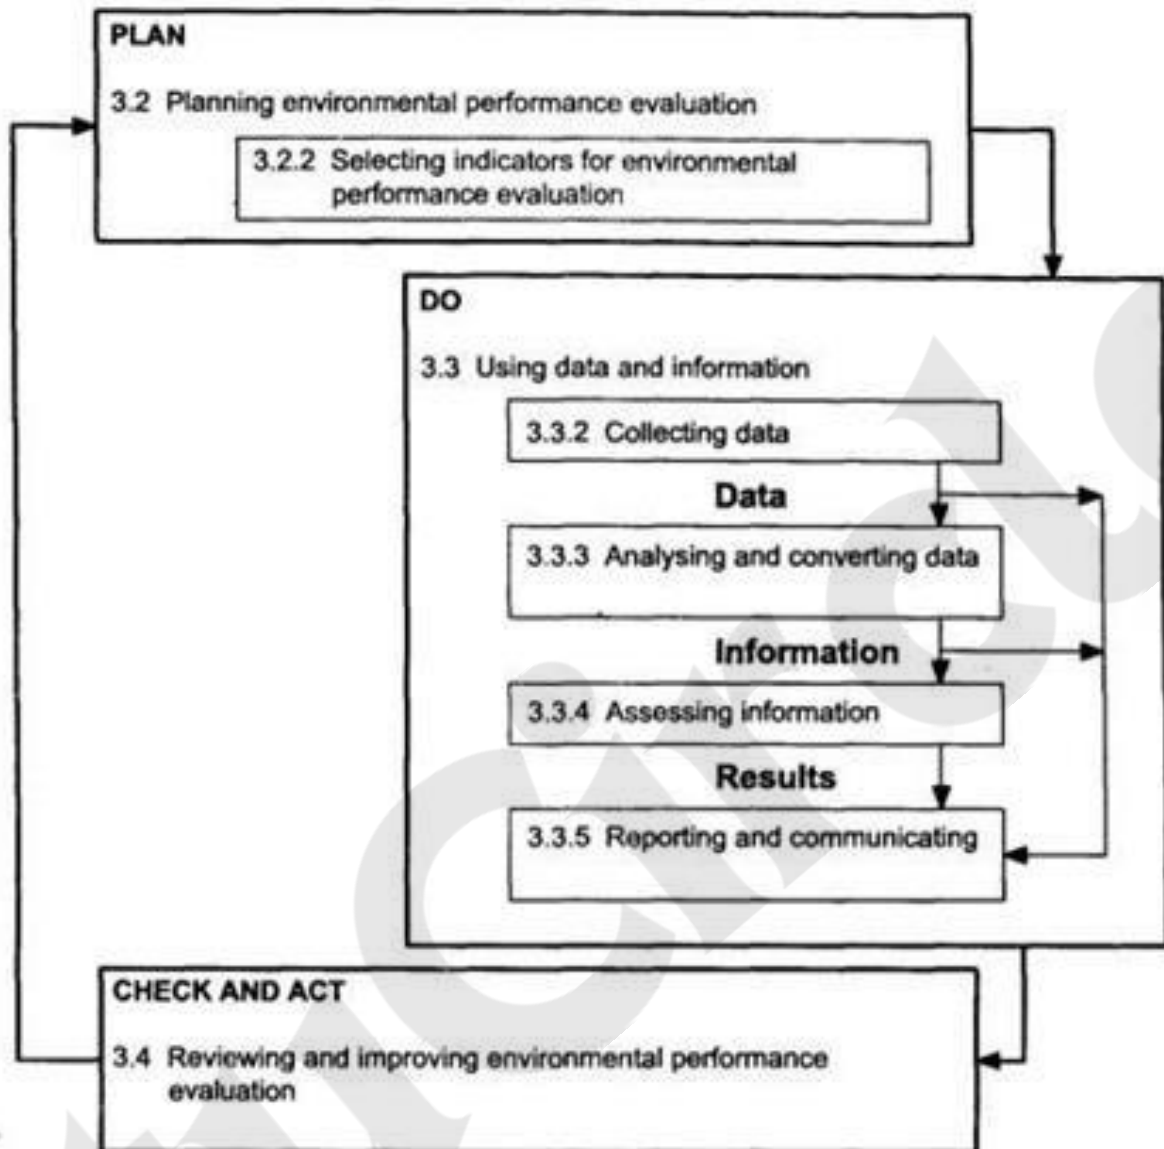 PLAN
3.2 Planning environmental performance evaluation
3.2.2 Selecting indicators for environmental
performance evaluation
DO
3.3 Using data and information
3.3.2 Collecting data
Data
3.3.3 Analysing and converting data
Information
3.3.4 Assessing information
Results
3.3.5 Reporting and communicating
CHECK AND ACT
3.4 Reviewing and improving environmental performance
evaluation